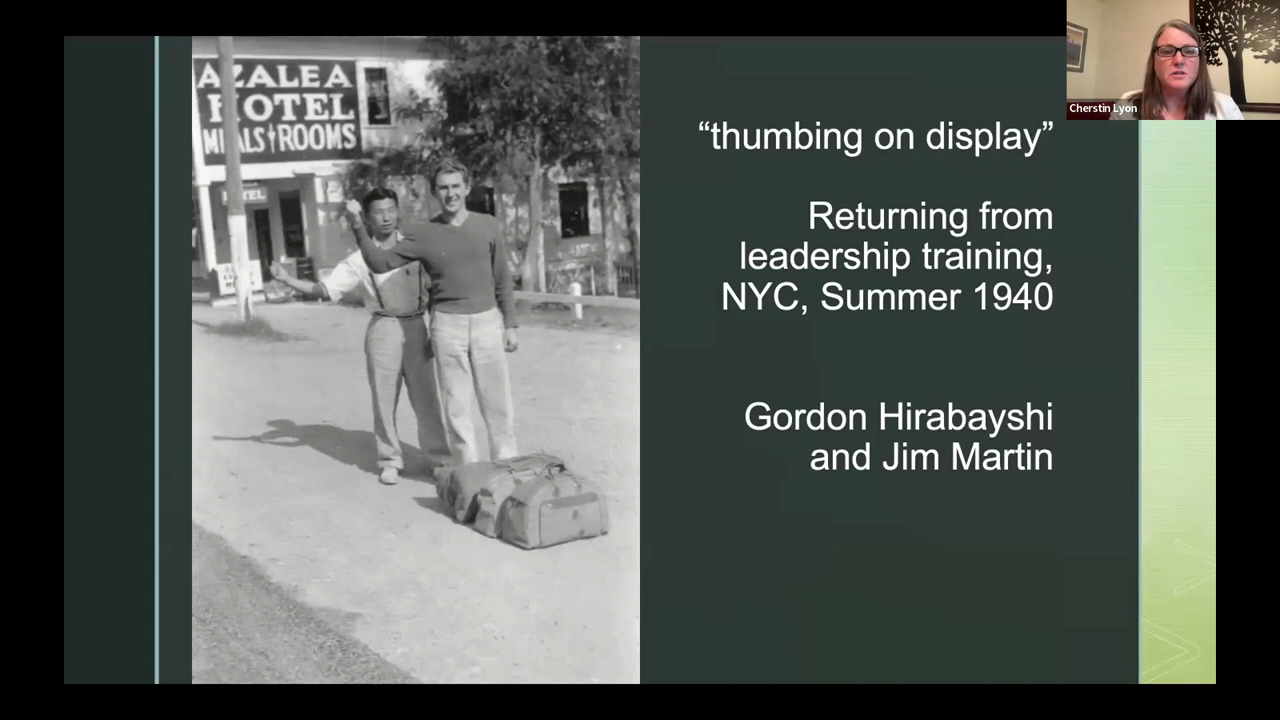 AZALEA
HOTEL
MEALS ROOMS
HOTEL
“thumbing on display”
Returning from
leadership training,
NYC, Summer 1940
Gordon Hirabayshi
and Jim Martin
Cherstin Lyon